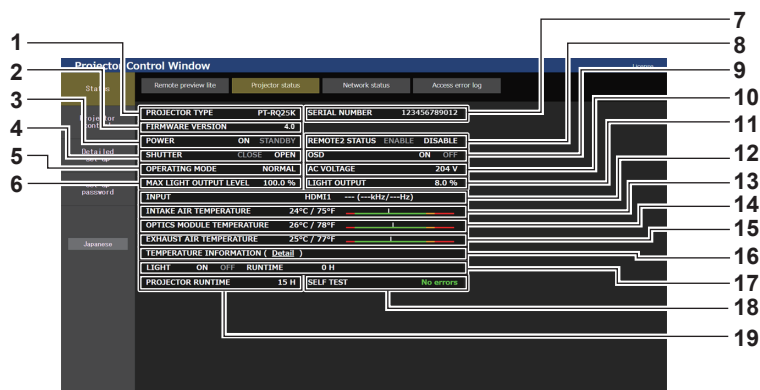 Projector Control Window
License
Status
Remote preview lite
Projector status
Network status
Access error log
Projector control
Detailed set up
set up password
Japanese
PROJECTOR TYPE PT-RQ25K
SERIAL NUMBER 123456789012
FIRMWARE VERSION 4.0
POWER ON STANDBY
REMOTE2 STATUS ENABLE DISABLE
SHUTTER CLOSE OPEN
OSD ON OFF
OPERATING MODE NORMAL
AC VOLTAGE 204 V
MAX LIGHT OUTPUT LEVEL 100.0 %
LIGHT OUTPUT 8.0 %
INPUT HDMI1 --- (---kHz/---Hz)
INTAKE AIR TEMPERATURE 24°C / 75°F
OPTICS MODULE TEMPERATURE 26°C / 78°F
EXHAUST AIR TEMPERATURE 25°C / 77°F
TEMPERATURE INFORMATION ( Detail )
LIGHT ON OFF RUNTIME 0 H
PROJECTOR RUNTIME 15 H
SELF TEST No errors
1
2
3
4
5
6
7
8
9
10
11
12
13
14
15
16
17
18
19